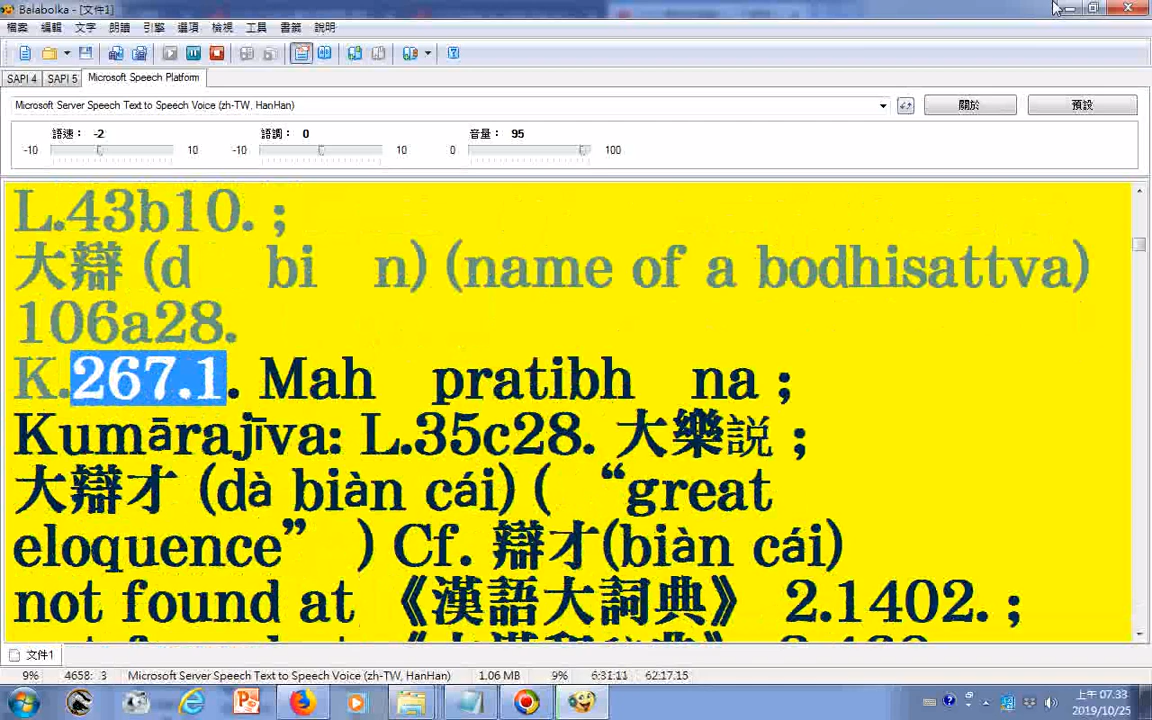 Balabolka - [文件1]
檔案 編輯 文字 朗讀 引擎 選項 檢視 工具 書籤 說明
SAPI 4 SAPI 5 Microsoft Speech Platform
Microsoft Server Speech Text to Speech Voice (zh-TW, HanHan) 關於 預設
語速： -2 語調： 0 音量： 95
-10 10 -10 10 0 100
L.43b10. ;
大辯 (d bi n) (name of a bodhisattva)
106a28.
K.267.1. Mah pratibh na ;
Kumārajīva: L.35c28. 大樂説 ;
大辯才 (dà biàn cái) ( “great
eloquence” ) Cf. 辯才(biàn cái)
not found at 《漢語大詞典》 2.1402. ;
文件1
9% 4658: 3 Microsoft Server Speech Text to Speech Voice (zh-TW, HanHan) 1.06 MB 9% 6:31:11 62:17.15
上午 07:33
2019/10/25